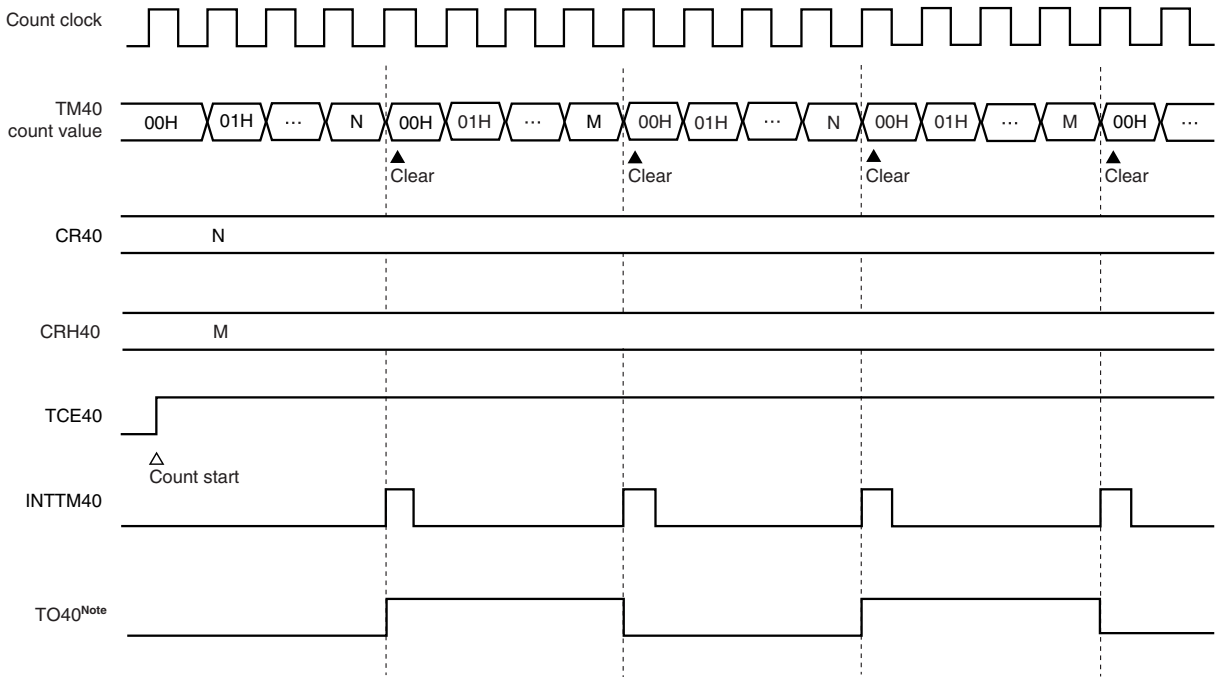 Count clock
TM40
count value
00H 01H ··· N 00H 01H ··· M 00H 01H ··· N 00H 01H ··· M 00H ···
Clear Clear Clear Clear
CR40 N
CRH40 M
TCE40
Count start
INTTM40
TO40Note